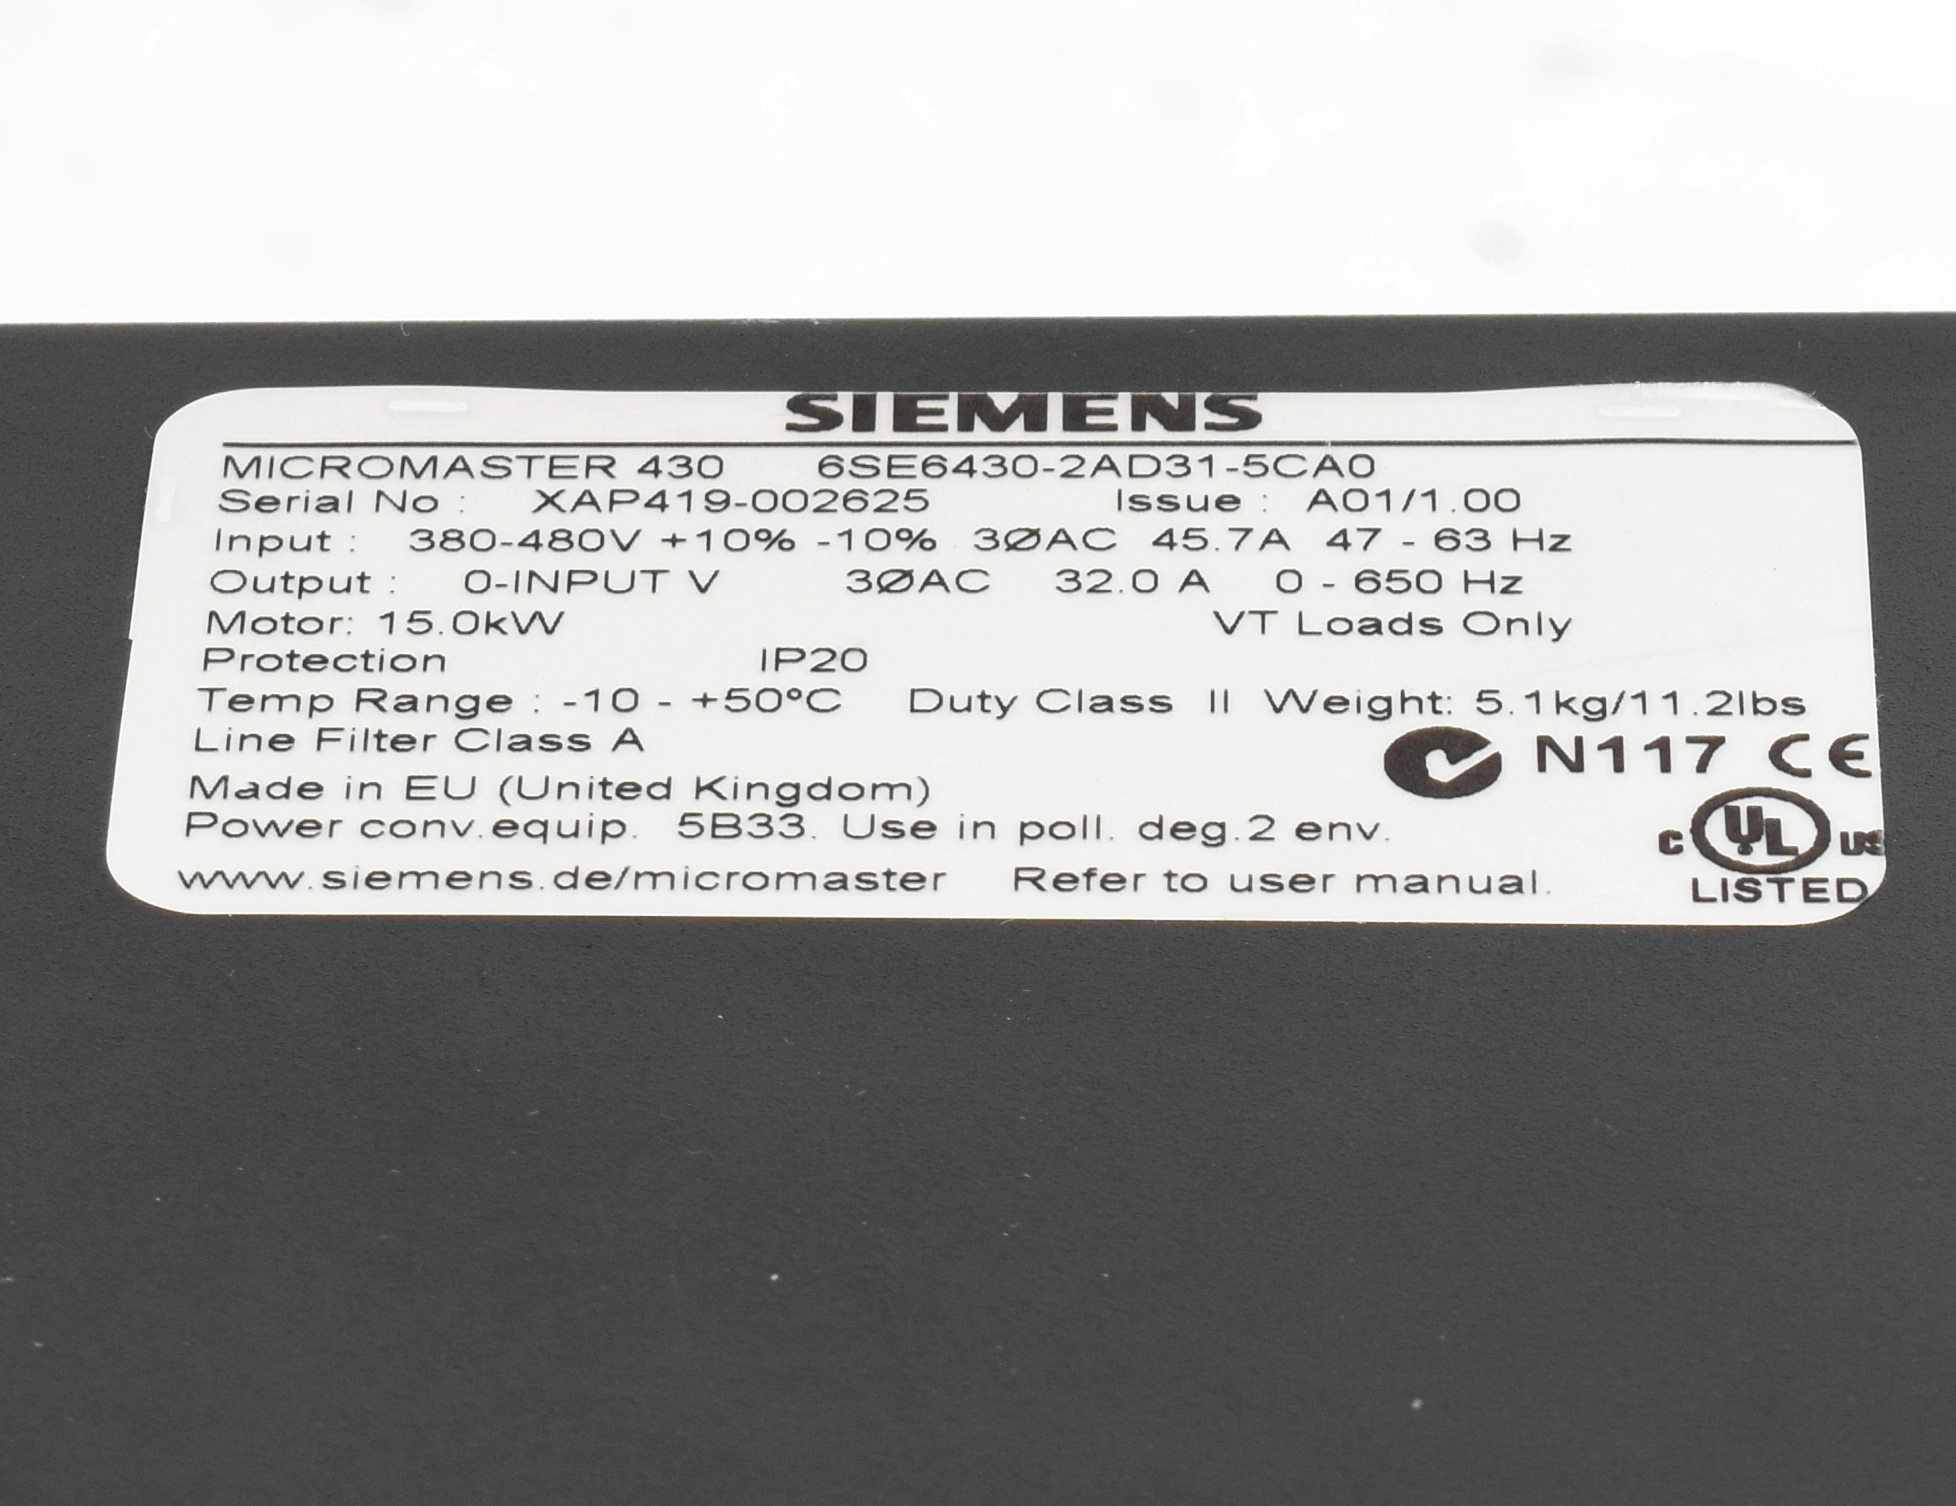 SIEMENS
MICROMASTER 430 6SE6430-2AD31-5CA0
Serial No : XAP419-002625 Issue : A01/1.00
Input : 380-480V +10% -10% 3ØAC 45.7A 47 - 63 Hz
Output : 0-INPUT V 3ØAC 32.0 A 0 - 650 Hz
Motor: 15.0kW VT Loads Only
Protection IP20
Temp Range : -10 - +50°C Duty Class II Weight: 5.1kg/11.2lbs
Line Filter Class A
N117 CE
Made in EU (United Kingdom)
Power conv.equip. 5B33. Use in poll. deg.2 env.
C UL US
www.siemens.de/micromaster Refer to user manual.
LISTED